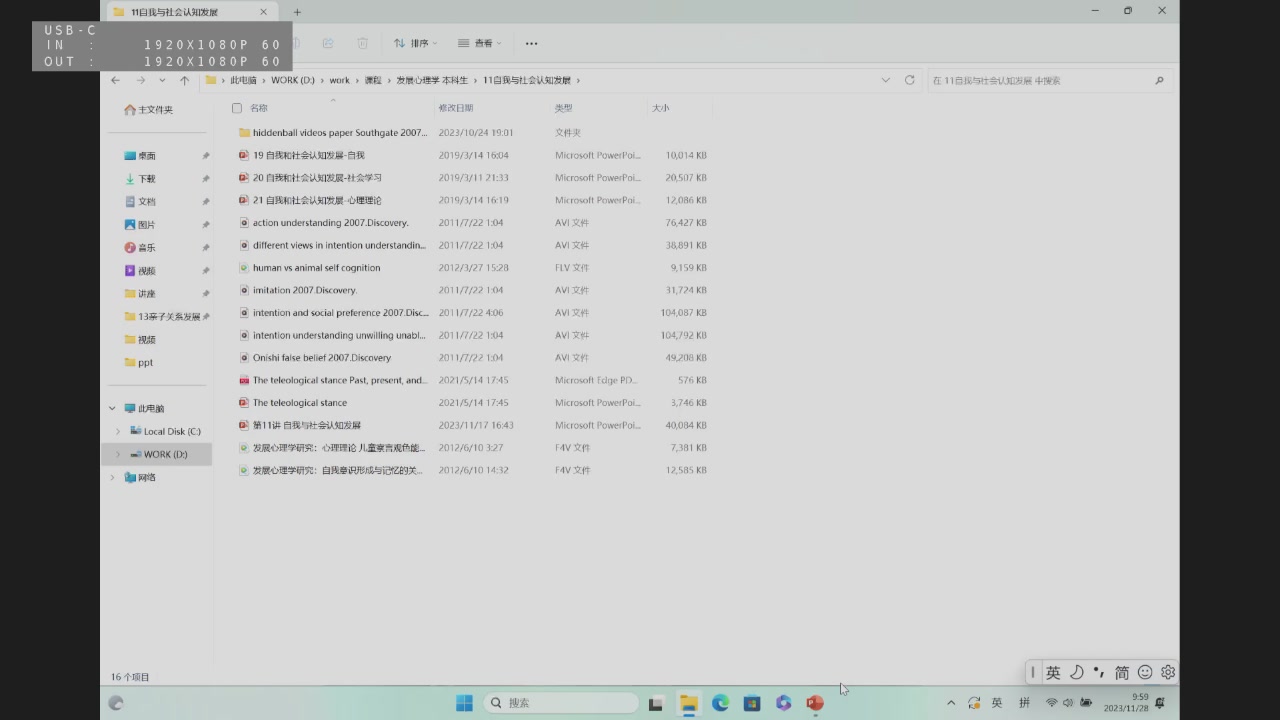 11自我与社会认知发展
USB-C
IN : 1920X1080P 60
OUT : 1920X1080P 60
排序
查看
此电脑 › WORK (D:) › work › 课程 › 发展心理学 本科生 › 11自我与社会认知发展 ›
在 11自我与社会认知发展 中搜索
主文件夹
桌面
下载
文档
图片
音乐
视频
讲座
13亲子关系发展
视频
ppt
此电脑
Local Disk (C:)
WORK (D:)
网络
名称 修改日期 类型 大小
hiddenball videos paper Southgate 2007... 2023/10/24 19:01 文件夹
19 自我和社会认知发展-自我 2019/3/14 16:04 Microsoft PowerPoi... 10,014 KB
20 自我和社会认知发展-社会学习 2019/3/11 21:33 Microsoft PowerPoi... 20,507 KB
21 自我和社会认知发展-心理理论 2019/3/14 16:19 Microsoft PowerPoi... 12,086 KB
action understanding 2007.Discovery. 2011/7/22 1:04 AVI 文件 76,427 KB
different views in intention understandin... 2011/7/22 1:04 AVI 文件 38,891 KB
human vs animal self cognition 2012/3/27 15:28 FLV 文件 9,159 KB
imitation 2007.Discovery. 2011/7/22 1:04 AVI 文件 31,724 KB
intention and social preference 2007.Disc... 2011/7/22 4:06 AVI 文件 104,087 KB
intention understanding unwilling unabl... 2011/7/22 1:04 AVI 文件 104,792 KB
Onishi false belief 2007.Discovery 2011/7/22 1:04 AVI 文件 49,208 KB
The teleological stance Past, present, and... 2021/5/14 17:45 Microsoft Edge PD... 576 KB
The teleological stance 2021/5/14 17:45 Microsoft PowerPoi... 3,746 KB
第11讲 自我与社会认知发展 2023/11/17 16:43 Microsoft PowerPoi... 40,084 KB
发展心理学研究：心理理论 儿童察言观色能... 2012/6/10 3:27 F4V 文件 7,381 KB
发展心理学研究：自我意识形成与记忆的关... 2012/6/10 14:32 F4V 文件 12,585 KB
16 个项目
英 简
搜索
英 拼
9:59
2023/11/28